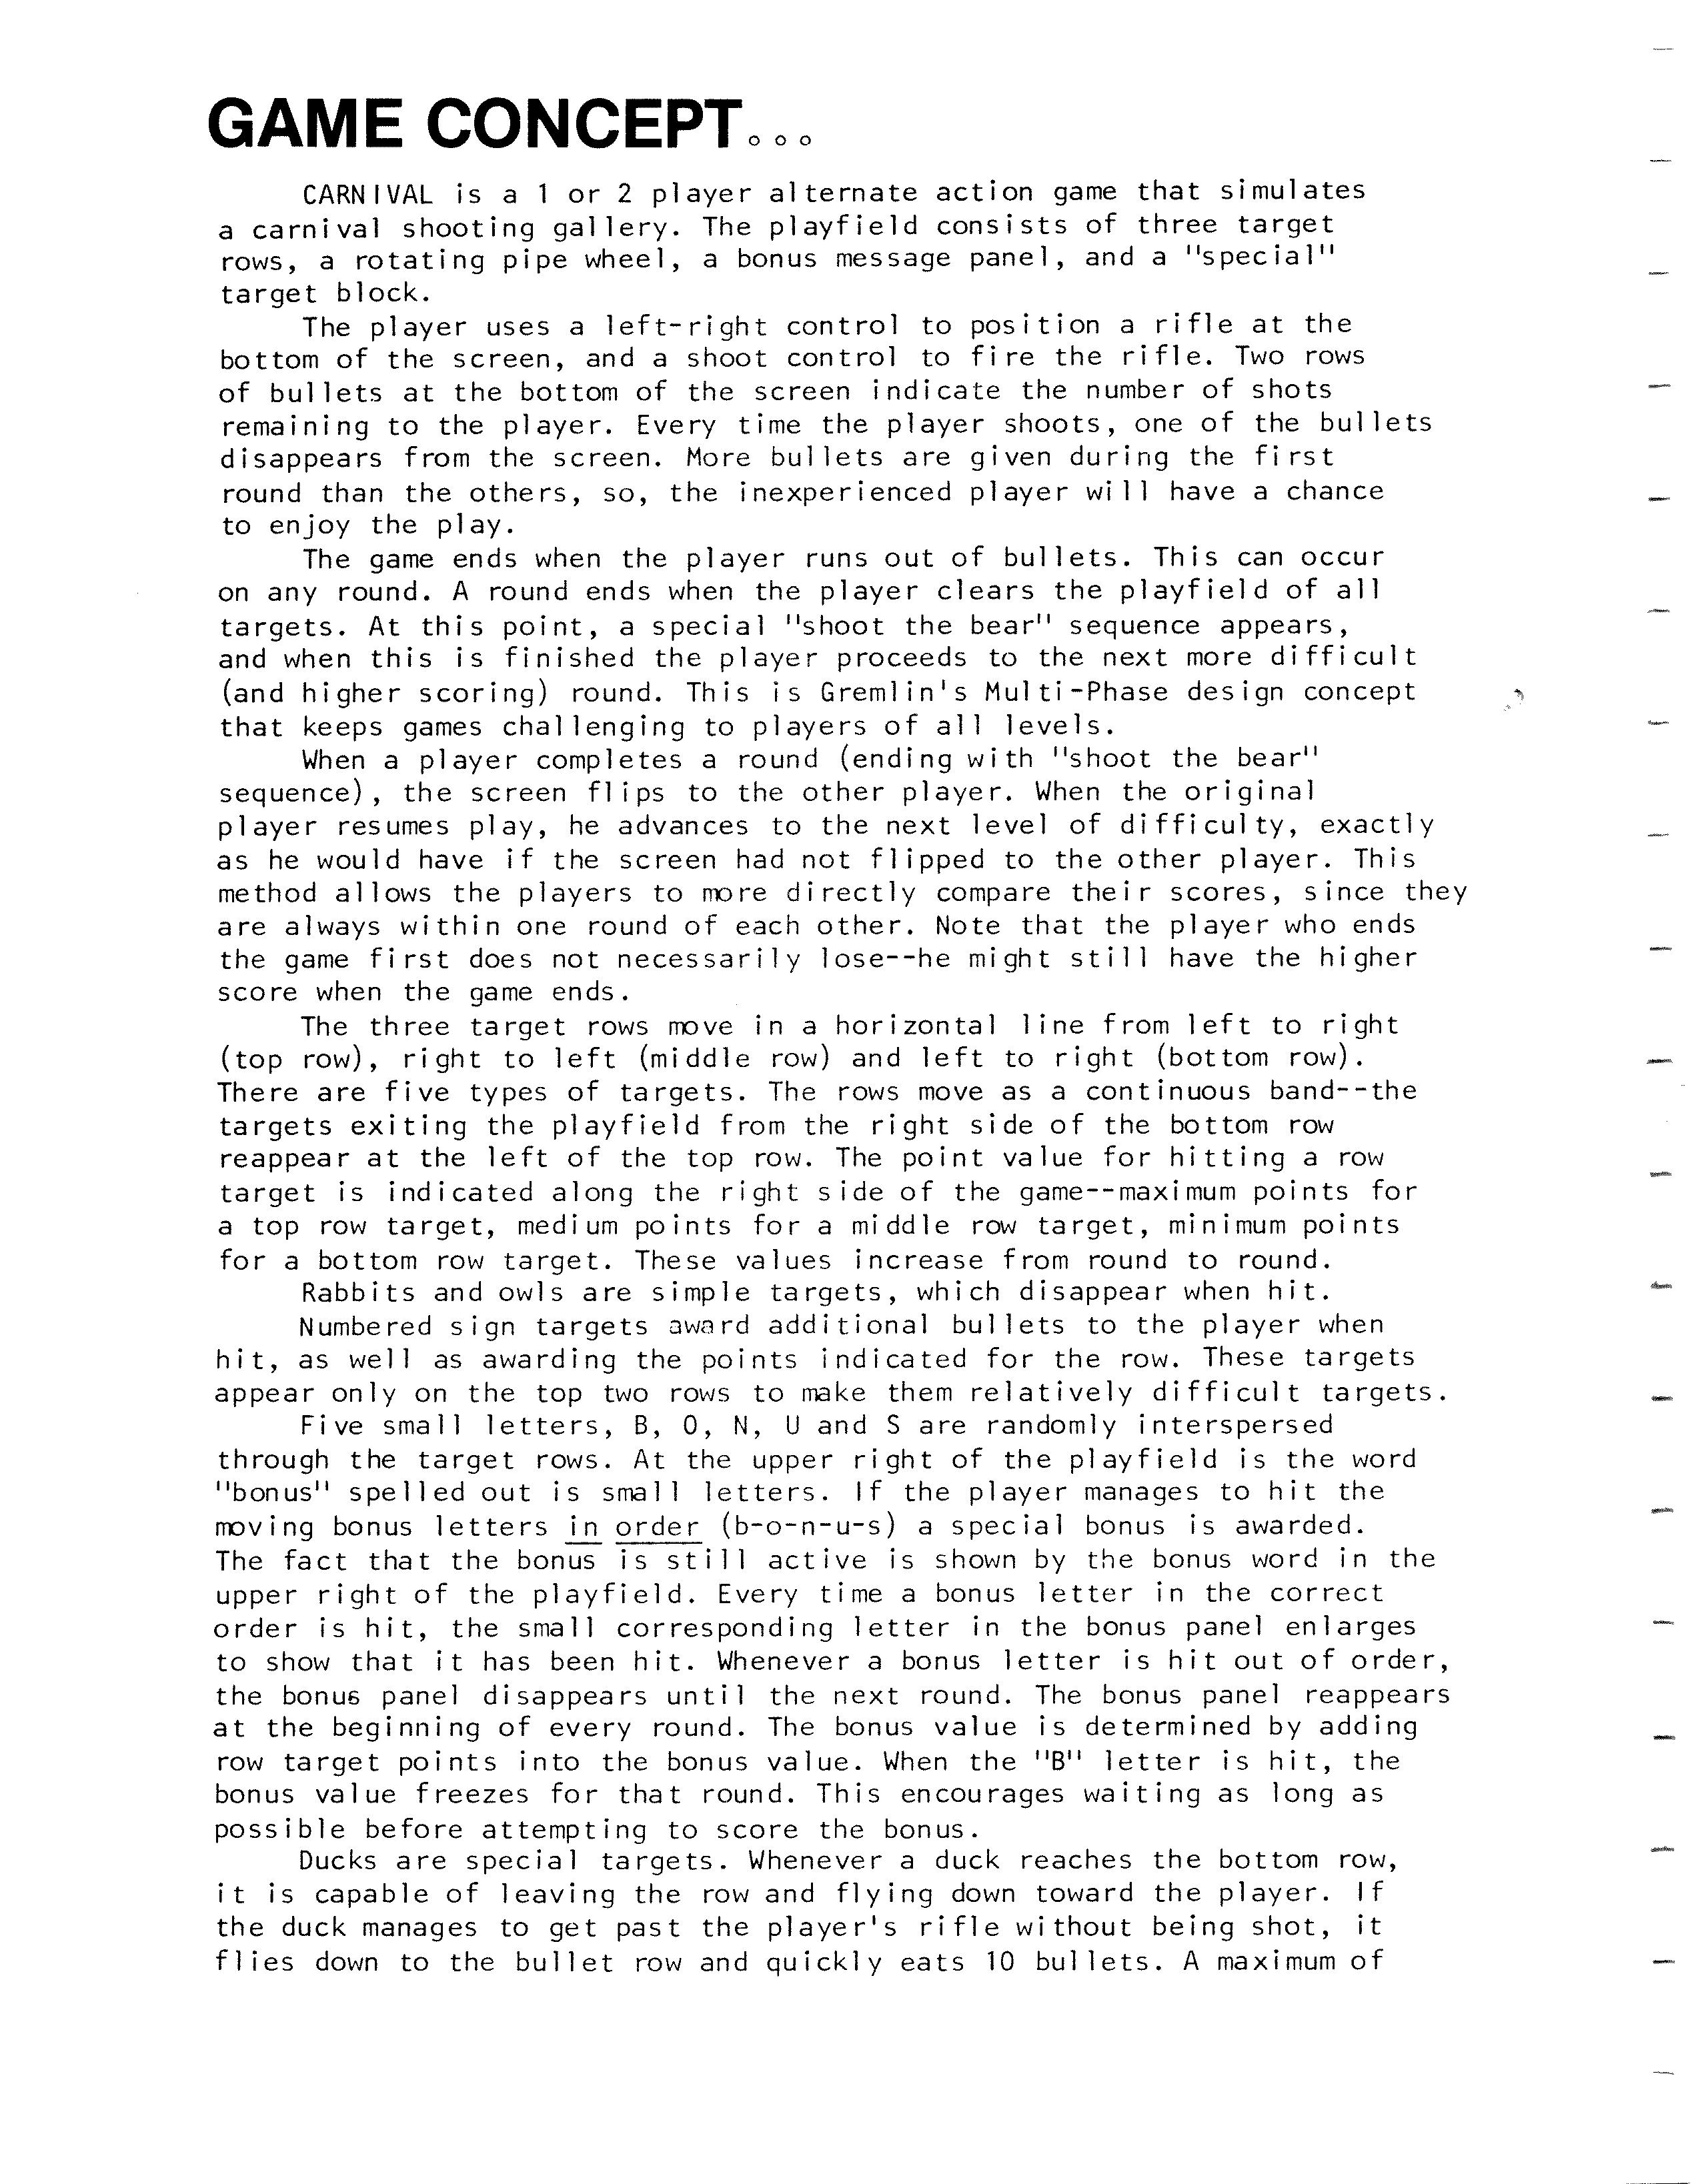 GAME CONCEPT...
CARNIVAL is a 1 or 2 player alternate action game that simulates
a carnival shooting gallery. The playfield consists of three target
rows, a rotating pipe wheel, a bonus message panel, and a "special"
target block.
The player uses a left-right control to position a rifle at the
bottom of the screen, and a shoot control to fire the rifle. Two rows
of bullets at the bottom of the screen indicate the number of shots
remaining to the player. Every time the player shoots, one of the bullets
disappears from the screen. More bullets are given during the first
round than the others, so, the inexperienced player will have a chance
to enjoy the play.
The game ends when the player runs out of bullets. This can occur
on any round. A round ends when the player clears the playfield of all
targets. At this point, a special "shoot the bear" sequence appears,
and when this is finished the player proceeds to the next more difficult
(and higher scoring) round. This is Gremlin's Multi-Phase design concept
that keeps games challenging to players of all levels.
When a player completes a round (ending with "shoot the bear"
sequence), the screen flips to the other player. When the original
player resumes play, he advances to the next level of difficulty, exactly
as he would have if the screen had not flipped to the other player. This
method allows the players to more directly compare their scores, since they
are always within one round of each other. Note that the player who ends
the game first does not necessarily lose--he might still have the higher
score when the game ends.
The three target rows move in a horizontal line from left to right
(top row), right to left (middle row) and left to right (bottom row).
There are five types of targets. The rows move as a continuous band--the
targets exiting the playfield from the right side of the bottom row
reappear at the left of the top row. The point value for hitting a row
target is indicated along the right side of the game--maximum points for
a top row target, medium points for a middle row target, minimum points
for a bottom row target. These values increase from round to round.
Rabbits and owls are simple targets, which disappear when hit.
Numbered sign targets award additional bullets to the player when
hit, as well as awarding the points indicated for the row. These targets
appear only on the top two rows to make them relatively difficult targets.
Five small letters, B, O, N, U and S are randomly interspersed
through the target rows. At the upper right of the playfield is the word
"bonus" spelled out is small letters. If the player manages to hit the
moving bonus letters in order (b-o-n-u-s) a special bonus is awarded.
The fact that the bonus is still active is shown by the bonus word in the
upper right of the playfield. Every time a bonus letter in the correct
order is hit, the small corresponding letter in the bonus panel enlarges
to show that it has been hit. Whenever a bonus letter is hit out of order,
the bonus panel disappears until the next round. The bonus panel reappears
at the beginning of every round. The bonus value is determined by adding
row target points into the bonus value. When the "B" letter is hit, the
bonus value freezes for that round. This encourages waiting as long as
possible before attempting to score the bonus.
Ducks are special targets. Whenever a duck reaches the bottom row,
it is capable of leaving the row and flying down toward the player. If
the duck manages to get past the player's rifle without being shot, it
flies down to the bullet row and quickly eats 10 bullets. A maximum of